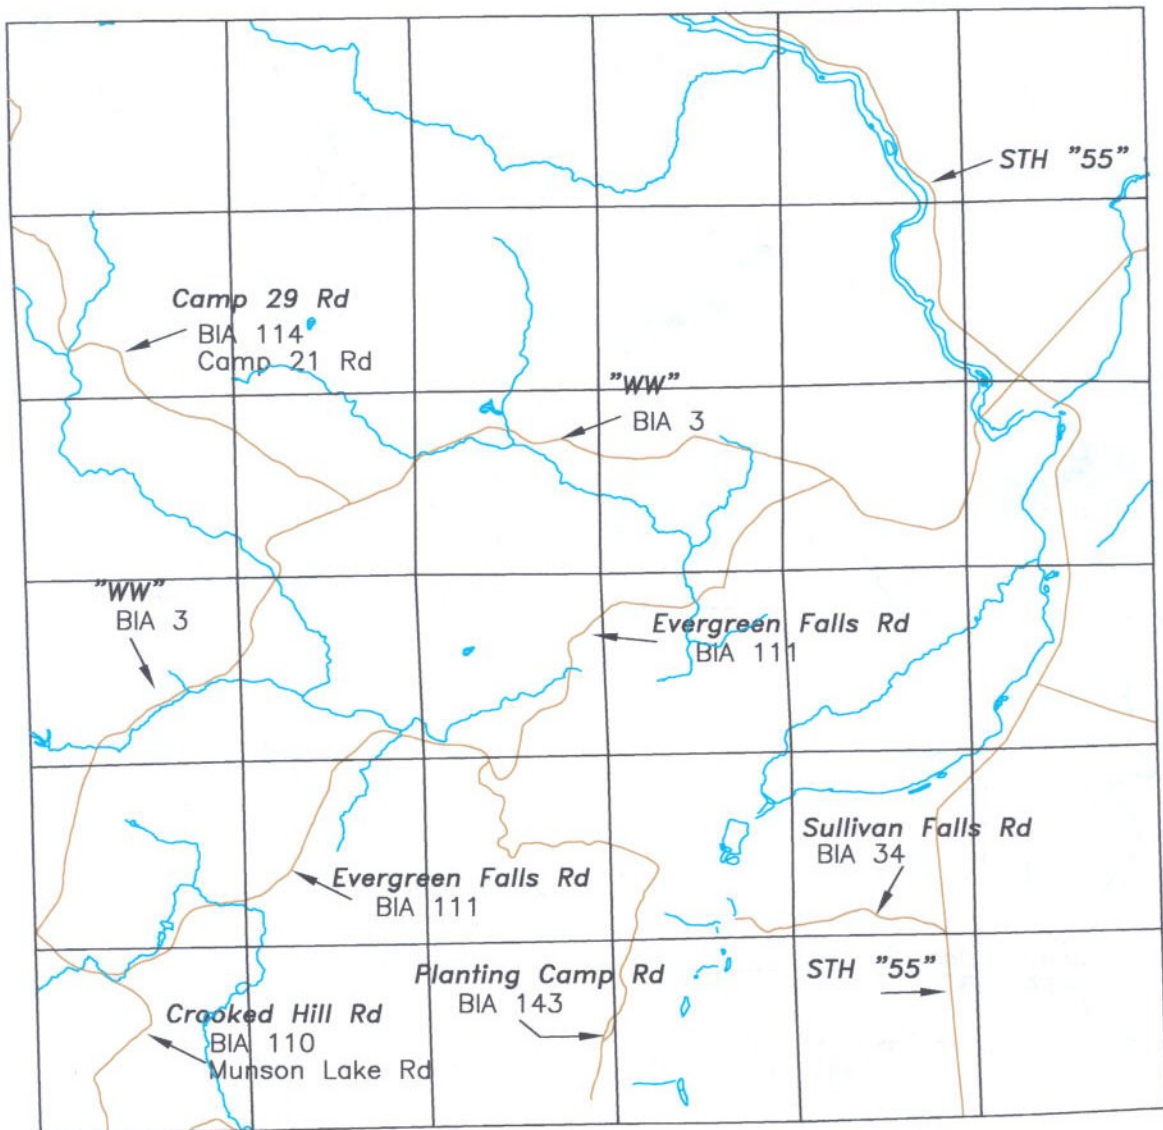 STH "55"
Camp 29 Rd
BIA 114
Camp 21 Rd
"WW"
BIA 3
"WW"
BIA 3
Evergreen Falls Rd
BIA 111
Sullivan Falls Rd
BIA 34
Evergreen Falls Rd
BIA 111
Planting Camp Rd
BIA 143
STH "55"
Crooked Hill Rd
BIA 110
Munson Lake Rd